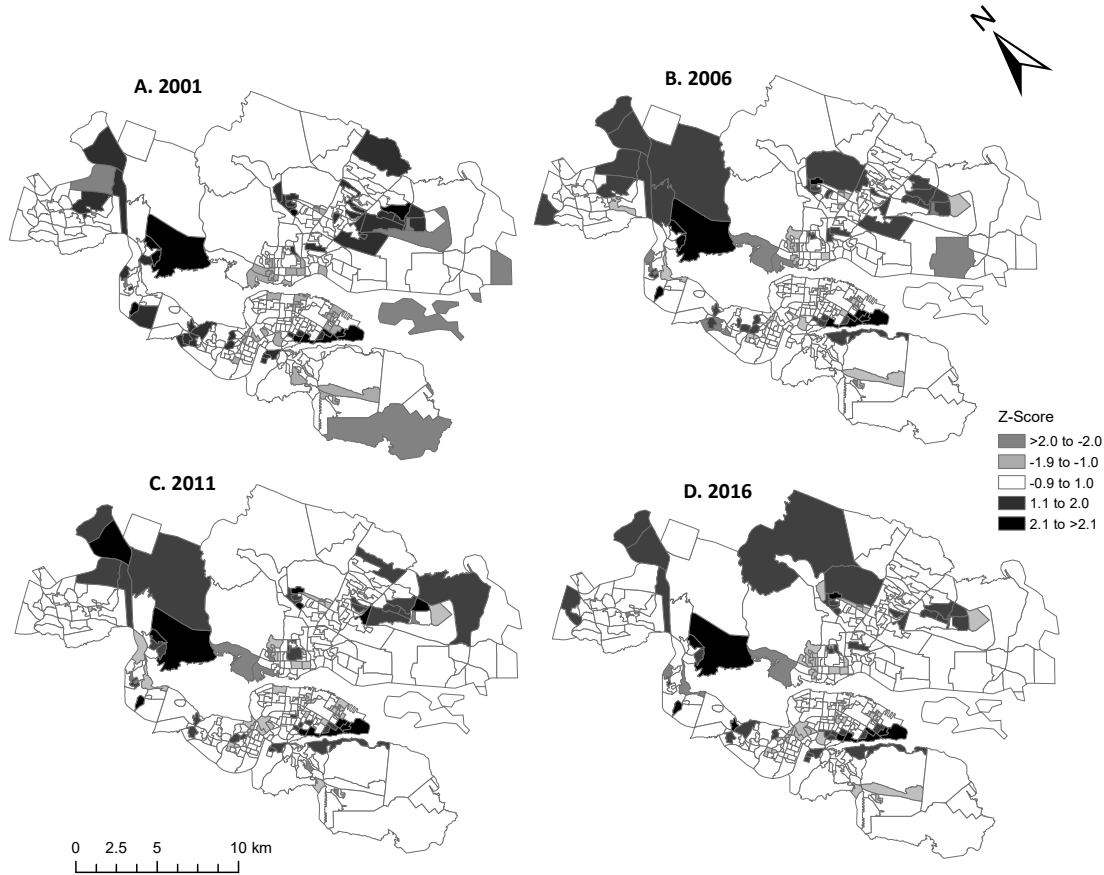 N
A. 2001
B. 2006
Z-Score
>2.0 to -2.0
-1.9 to -1.0
-0.9 to 1.0
1.1 to 2.0
2.1 to >2.1
C. 2011
D. 2016
0 2.5 5 10 km